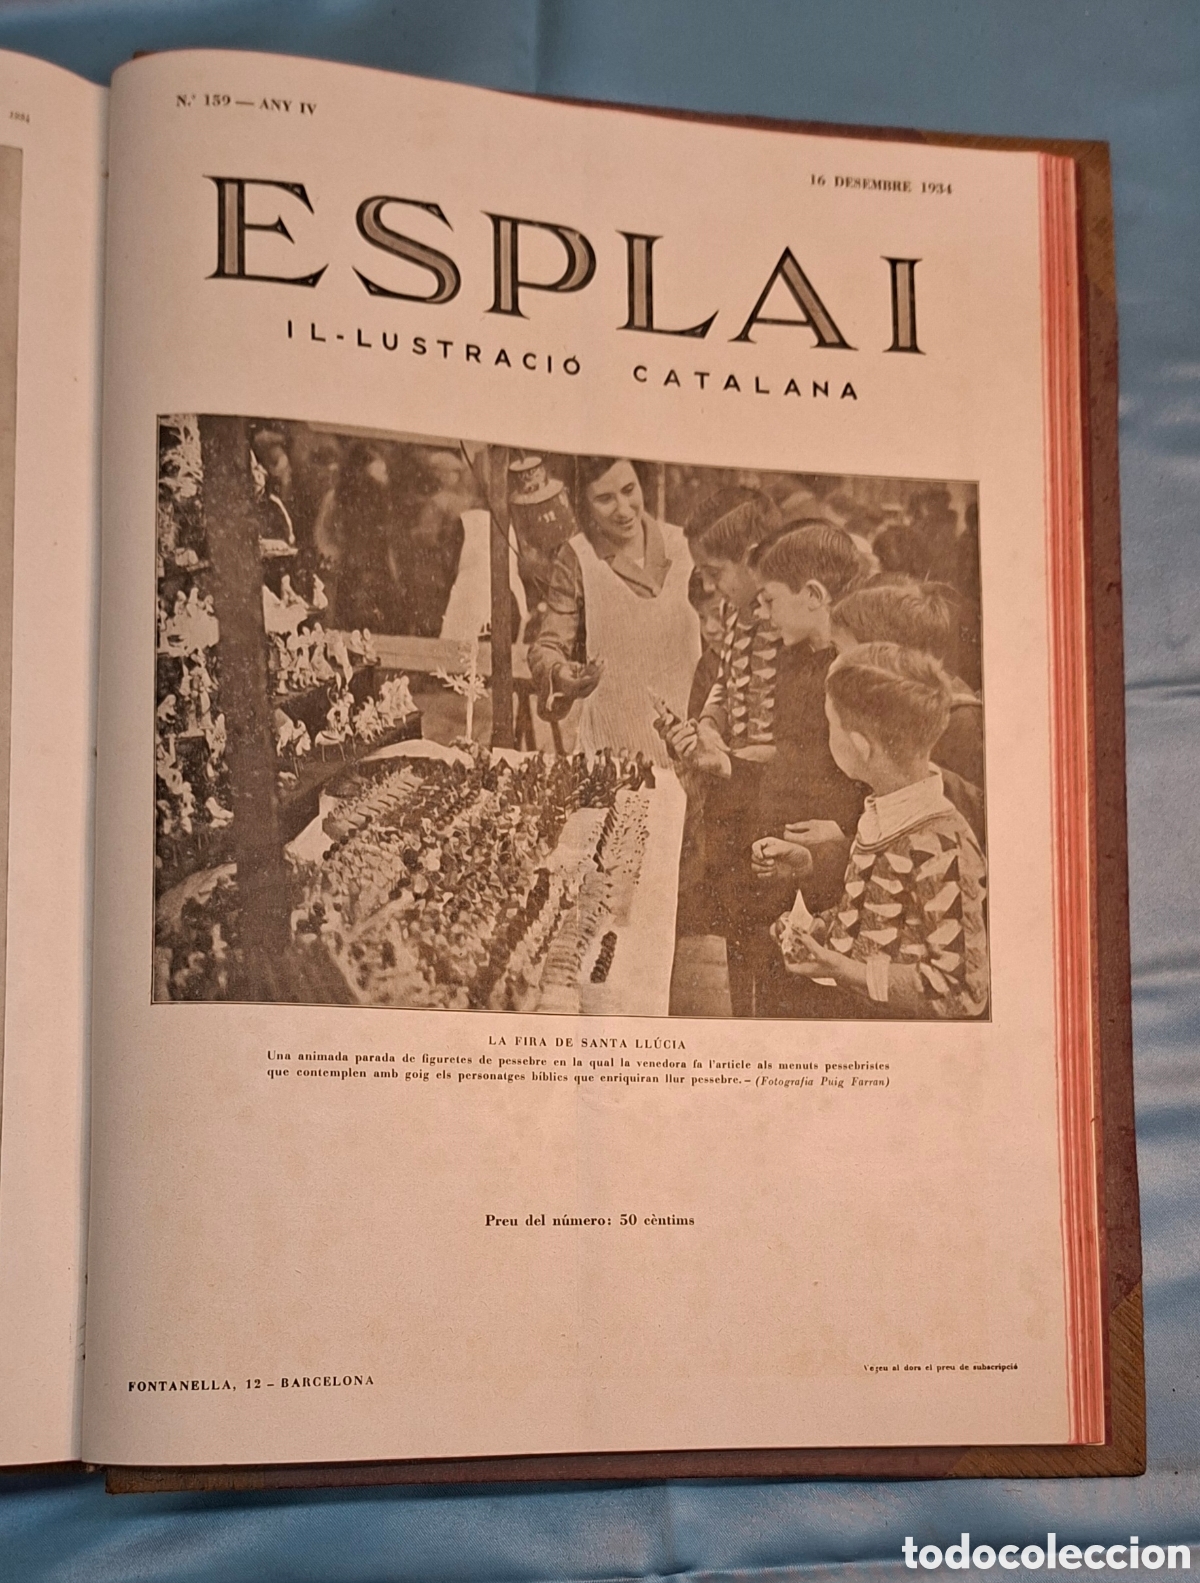 1934
N.º 159 — ANY IV
16 DESEMBRE 1934
ESPLAI
IL-LUSTRACIÓ CATALANA
LA FIRA DE SANTA LLÚCIA
Una animada parada de figuretes de pessebre en la qual la venedora fa l'article als menuts pessebristes
que contemplen amb goig els personatges bíblics que enriquiran llur pessebre. — (Fotografia Puig Farran)
Preu del número: 50 cèntims
Vegeu al dors el preu de subscripció
FONTANELLA, 12 – BARCELONA
todocoleccion